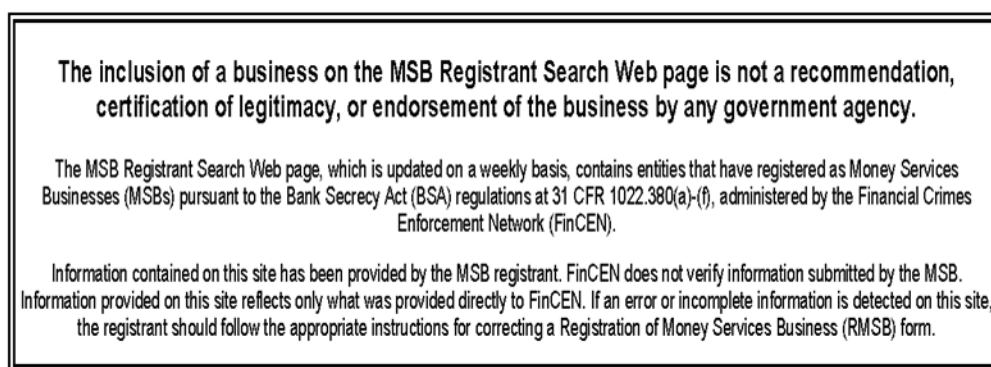 The inclusion of a business on the MSB Registrant Search Web page is not a recommendation,
certification of legitimacy, or endorsement of the business by any government agency.
The MSB Registrant Search Web page, which is updated on a weekly basis, contains entities that have registered as Money Services
Businesses (MSBs) pursuant to the Bank Secrecy Act (BSA) regulations at 31 CFR 1022.380(a)-(f), administered by the Financial Crimes
Enforcement Network (FinCEN).
Information contained on this site has been provided by the MSB registrant. FinCEN does not verify information submitted by the MSB.
Information provided on this site reflects only what was provided directly to FinCEN. If an error or incomplete information is detected on this site,
the registrant should follow the appropriate instructions for correcting a Registration of Money Services Business (RMSB) form.